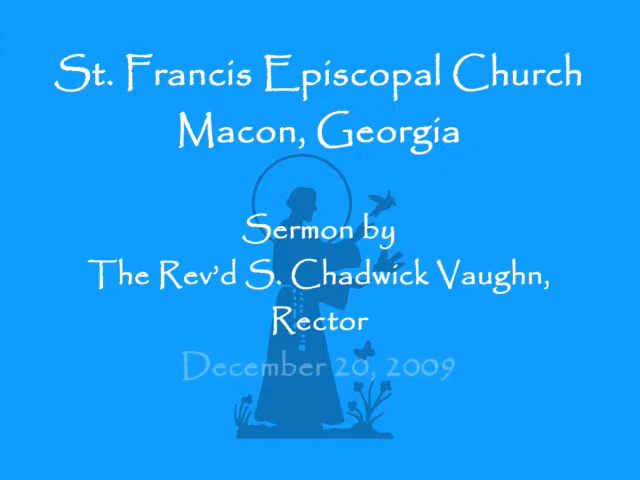 St. Francis Episcopal Church
Macon, Georgia
Sermon by
The Rev'd S. Chadwick Vaughn,
Rector
December 20, 2009